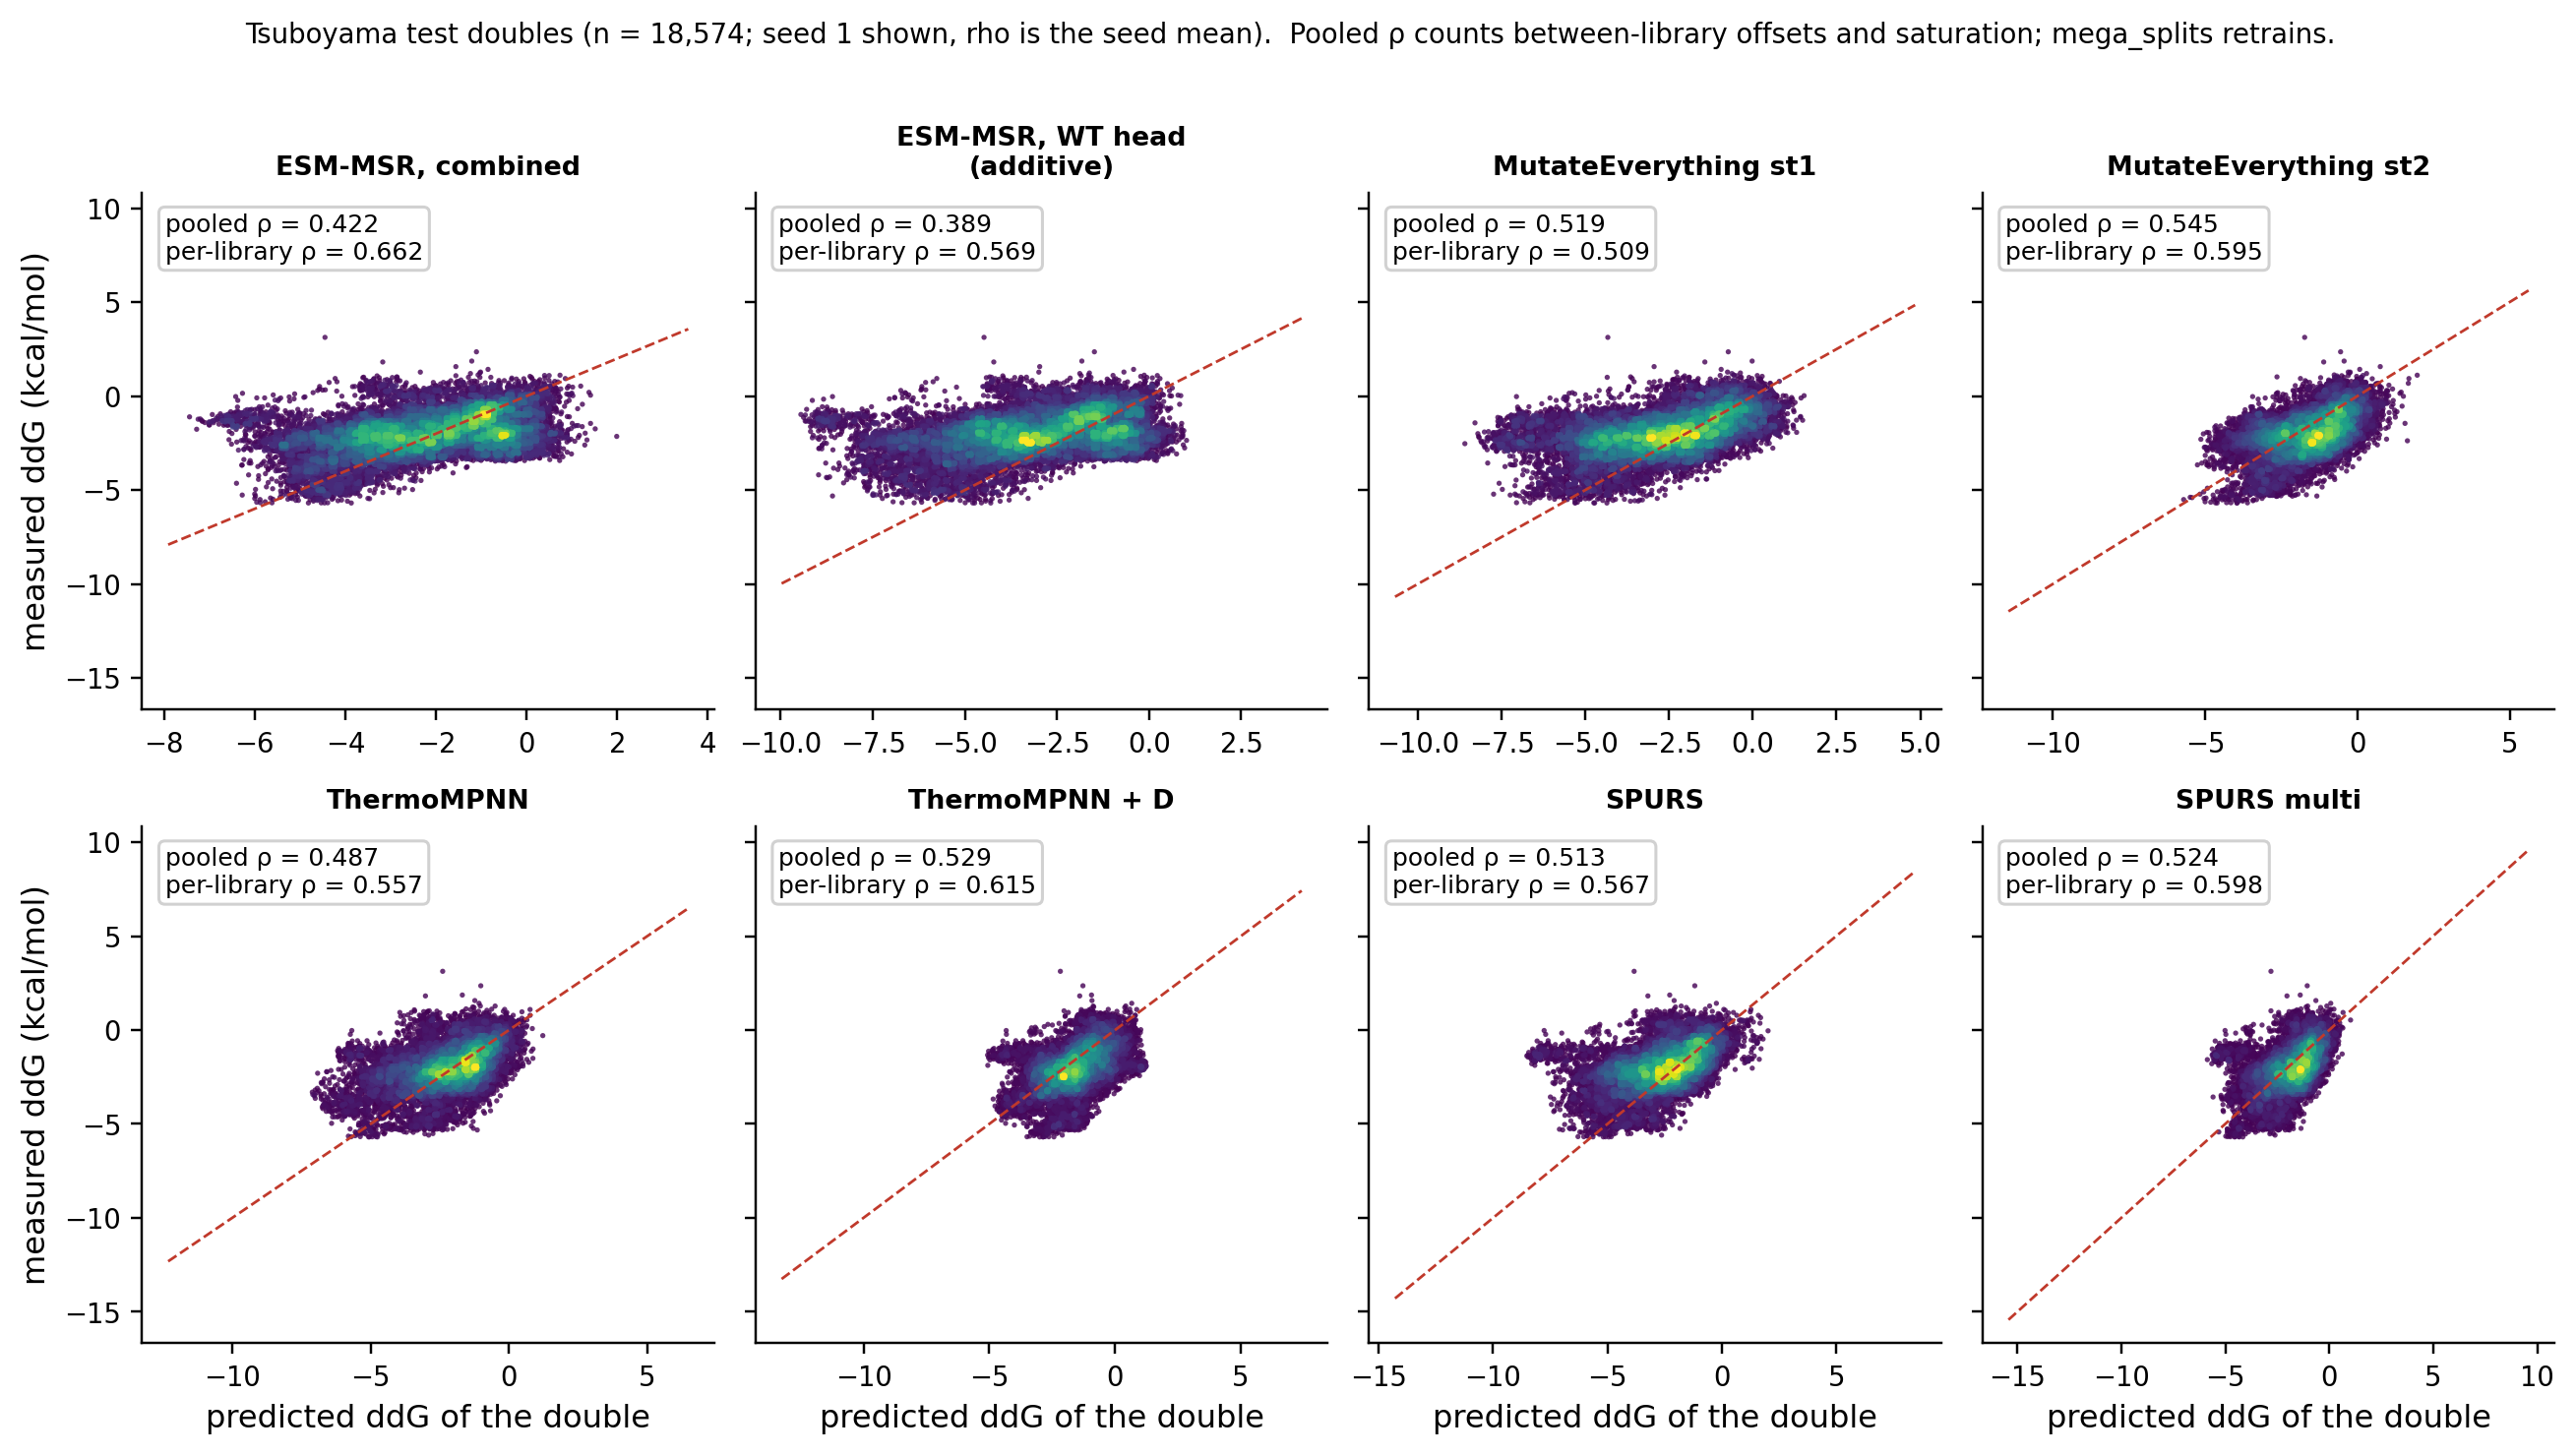 Tsuboyama test doubles (n = 18,574; seed 1 shown, rho is the seed mean).  Pooled ρ counts between-library offsets and saturation; mega_splits retrains.
ESM-MSR, combined
ESM-MSR, WT head
(additive)
MutateEverything st1
MutateEverything st2
measured ddG (kcal/mol)
10
5
0
−5
−10
−15
pooled ρ = 0.422
per-library ρ = 0.662
pooled ρ = 0.389
per-library ρ = 0.569
pooled ρ = 0.519
per-library ρ = 0.509
pooled ρ = 0.545
per-library ρ = 0.595
−8 −6 −4 −2 0 2 4
−10.0 −7.5 −5.0 −2.5 0.0 2.5
−10.0 −7.5 −5.0 −2.5 0.0 2.5 5.0
−10 −5 0 5
ThermoMPNN
ThermoMPNN + D
SPURS
SPURS multi
measured ddG (kcal/mol)
10
5
0
−5
−10
−15
pooled ρ = 0.487
per-library ρ = 0.557
pooled ρ = 0.529
per-library ρ = 0.615
pooled ρ = 0.513
per-library ρ = 0.567
pooled ρ = 0.524
per-library ρ = 0.598
−10 −5 0 5
−10 −5 0 5
−15 −10 −5 0 5
−15 −10 −5 0 5 10
predicted ddG of the double
predicted ddG of the double
predicted ddG of the double
predicted ddG of the double